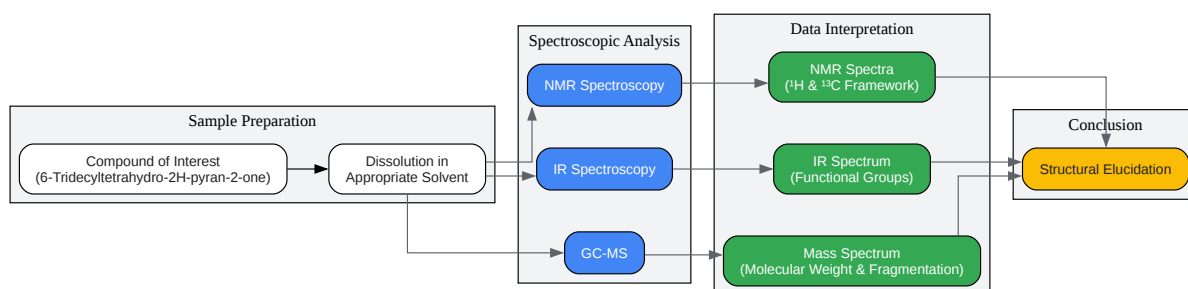 Sample Preparation
Compound of Interest
(6-Tridecyltetrahydro-2H-pyran-2-one)
Dissolution in
Appropriate Solvent
Spectroscopic Analysis
NMR Spectroscopy
IR Spectroscopy
GC-MS
Data Interpretation
NMR Spectra
(¹H & ¹³C Framework)
IR Spectrum
(Functional Groups)
Mass Spectrum
(Molecular Weight & Fragmentation)
Conclusion
Structural Elucidation